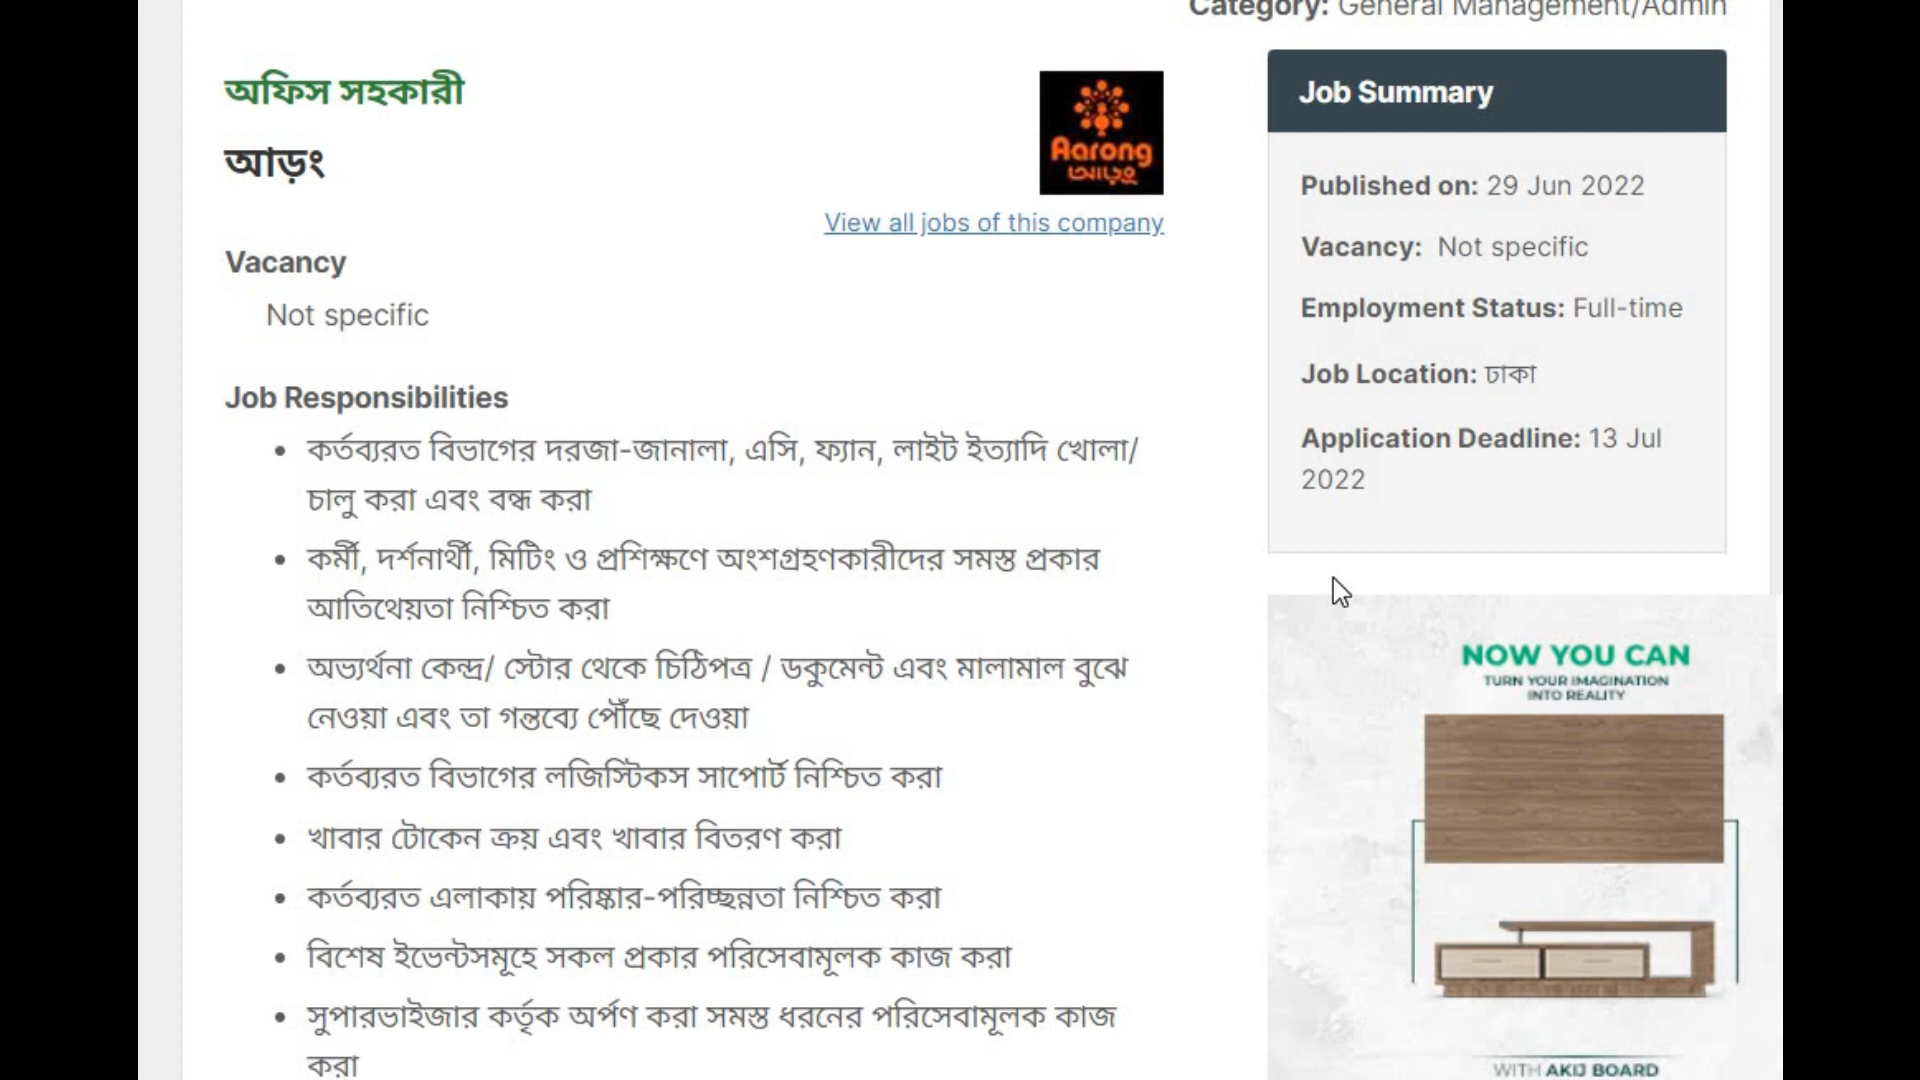 Category: General Management/Admin
অফিস সহকারী
আড়ং
Aarong
আড়ং
View all jobs of this company
Vacancy
Not specific
Job Responsibilities
• কর্তব্যরত বিভাগের দরজা-জানালা, এসি, ফ্যান, লাইট ইত্যাদি খোলা/
চালু করা এবং বন্ধ করা
• কর্মী, দর্শনার্থী, মিটিং ও প্রশিক্ষণে অংশগ্রহণকারীদের সমস্ত প্রকার
আতিথেয়তা নিশ্চিত করা
• অভ্যর্থনা কেন্দ্র/ স্টোর থেকে চিঠিপত্র / ডকুমেন্ট এবং মালামাল বুঝে
নেওয়া এবং তা গন্তব্যে পৌঁছে দেওয়া
• কর্তব্যরত বিভাগের লজিস্টিকস সাপোর্ট নিশ্চিত করা
• খাবার টোকেন ক্রয় এবং খাবার বিতরণ করা
• কর্তব্যরত এলাকায় পরিষ্কার-পরিচ্ছন্নতা নিশ্চিত করা
• বিশেষ ইভেন্টসমূহে সকল প্রকার পরিসেবামূলক কাজ করা
• সুপারভাইজার কর্তৃক অর্পণ করা সমস্ত ধরনের পরিসেবামূলক কাজ
করা
Job Summary
Published on: 29 Jun 2022
Vacancy: Not specific
Employment Status: Full-time
Job Location: ঢাকা
Application Deadline: 13 Jul
2022
NOW YOU CAN
TURN YOUR IMAGINATION
INTO REALITY
WITH AKIJ BOARD